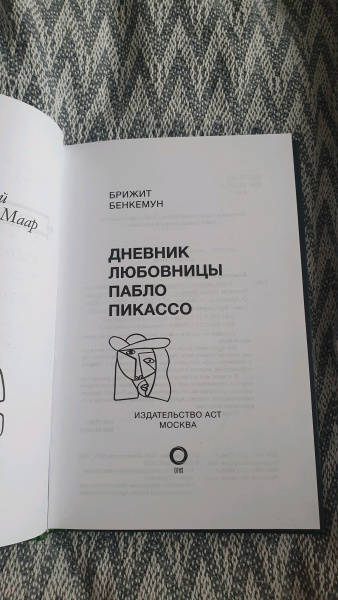 й
Маар
БРИЖИТ
БЕНКЕМУН
ДНЕВНИК
ЛЮБОВНИЦЫ
ПАБЛО
ПИКАССО
ИЗДАТЕЛЬСТВО АСТ
МОСКВА